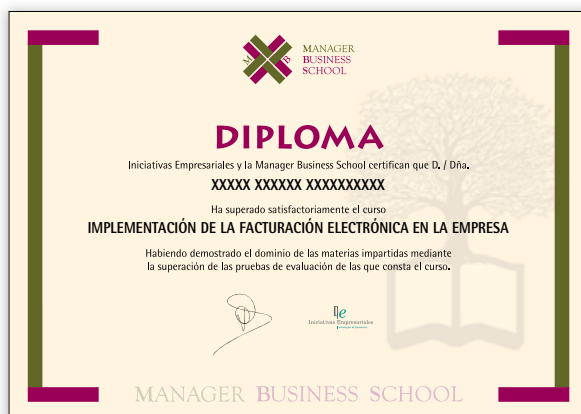 M B
MANAGER
BUSINESS
SCHOOL
DIPLOMA
Iniciativas Empresariales y la Manager Business School certifican que D. / Dña.
XXXXX XXXXXX XXXXXXXXXX
Ha superado satisfactoriamente el curso
IMPLEMENTACIÓN DE LA FACTURACIÓN ELECTRÓNICA EN LA EMPRESA
Habiendo demostrado el dominio de las materias impartidas mediante
la superación de las pruebas de evaluación de las que consta el curso.
Ie
Iniciativas Empresariales
MANAGER BUSINESS SCHOOL